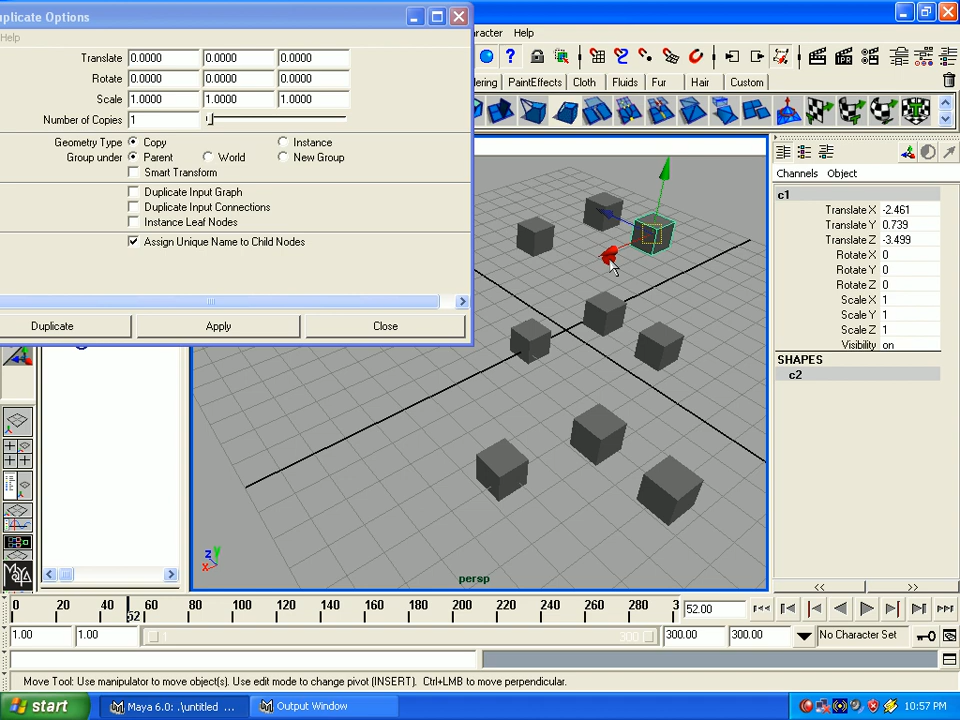 uplicate Options
Help
racter Help
Translate 0.0000 0.0000 0.0000
Rotate 0.0000 0.0000 0.0000
Scale 1.0000 1.0000 1.0000
Number of Copies 1
Geometry Type Copy Instance
Group under Parent World New Group
Smart Transform
Duplicate Input Graph
Duplicate Input Connections
Instance Leaf Nodes
Assign Unique Name to Child Nodes
Duplicate Apply Close
ering PaintEffects Cloth Fluids Fur Hair Custom
Channels Object
c1
Translate X -2.461
Translate Y 0.739
Translate Z -3.499
Rotate X 0
Rotate Y 0
Rotate Z 0
Scale X 1
Scale Y 1
Scale Z 1
Visibility on
SHAPES
c2
z y
x
persp
<< >>
0 20 40 60 80 100 120 140 160 180 200 220 240 260 280 3
52
52.00
1.00 1.00 1 300 300.00 300.00 No Character Set
Move Tool: Use manipulator to move object(s). Use edit mode to change pivot (INSERT). Ctrl+LMB to move perpendicular.
start Maya 6.0: .\untitled ... Output Window 10:57 PM